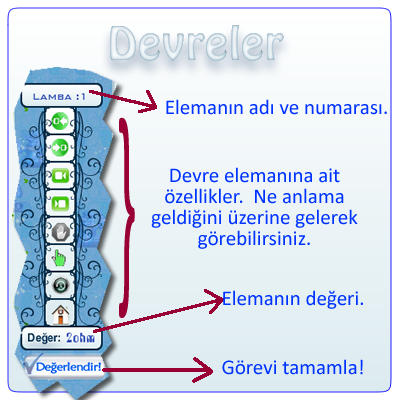 Devreler
LAMBA :1
Elemanın adı ve numarası.
Devre elemanına ait
özellikler. Ne anlama
geldiğini üzerine gelerek
görebilirsiniz.
Elemanın değeri.
Değer: 2ohm
Değerlendir!
Görevi tamamla!